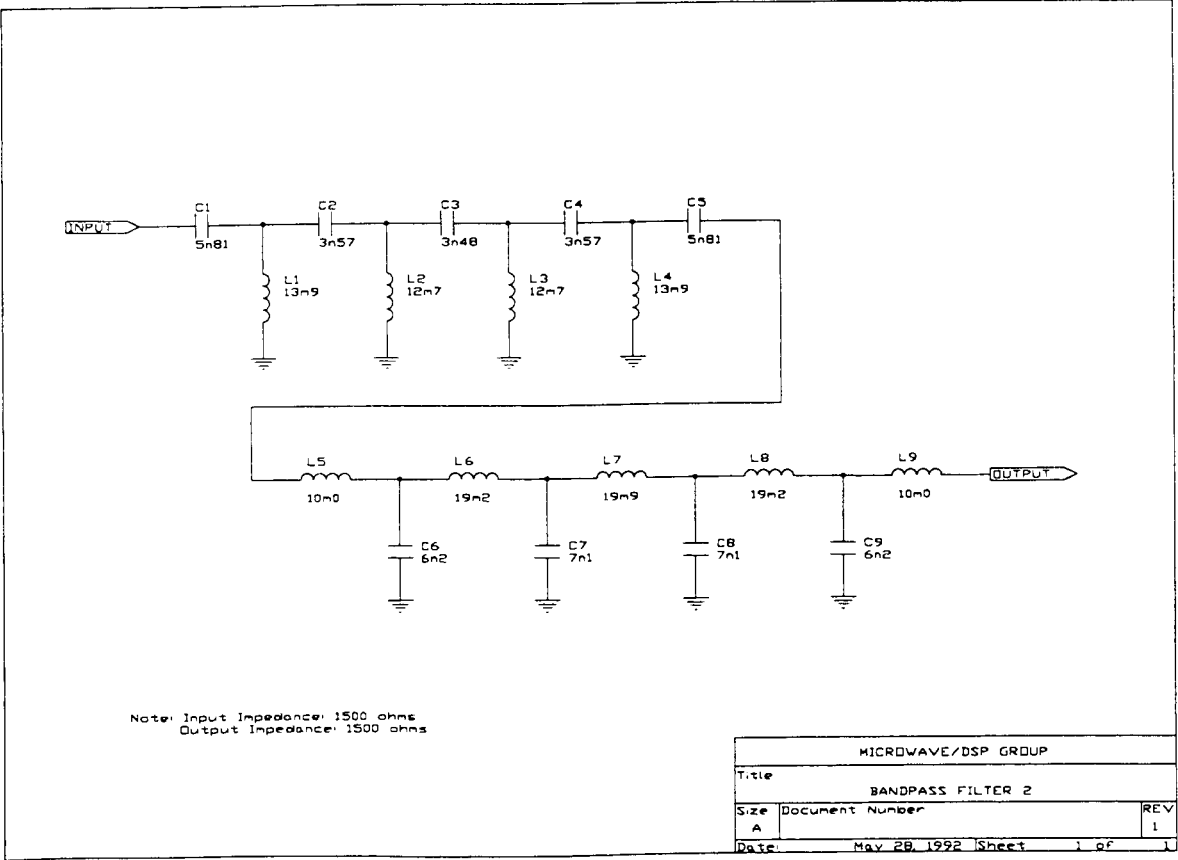 C1 C2 C3 C4 C5
INPUT
5n81 3n57 3n48 3n57 5n81
L1 L2 L3 L4
13m9 12m7 12m7 13m9
L5 L6 L7 L8 L9
OUTPUT
10m0 19m2 19m9 19m2 10m0
C6 C7 C8 C9
6n2 7n1 7n1 6n2
Note: Input Impedance: 1500 ohms
Output Impedance: 1500 ohms
MICROWAVE/DSP GROUP
Title
BANDPASS FILTER 2
Size Document Number REV
A 1
Date: May 28, 1992 Sheet 1 of 1